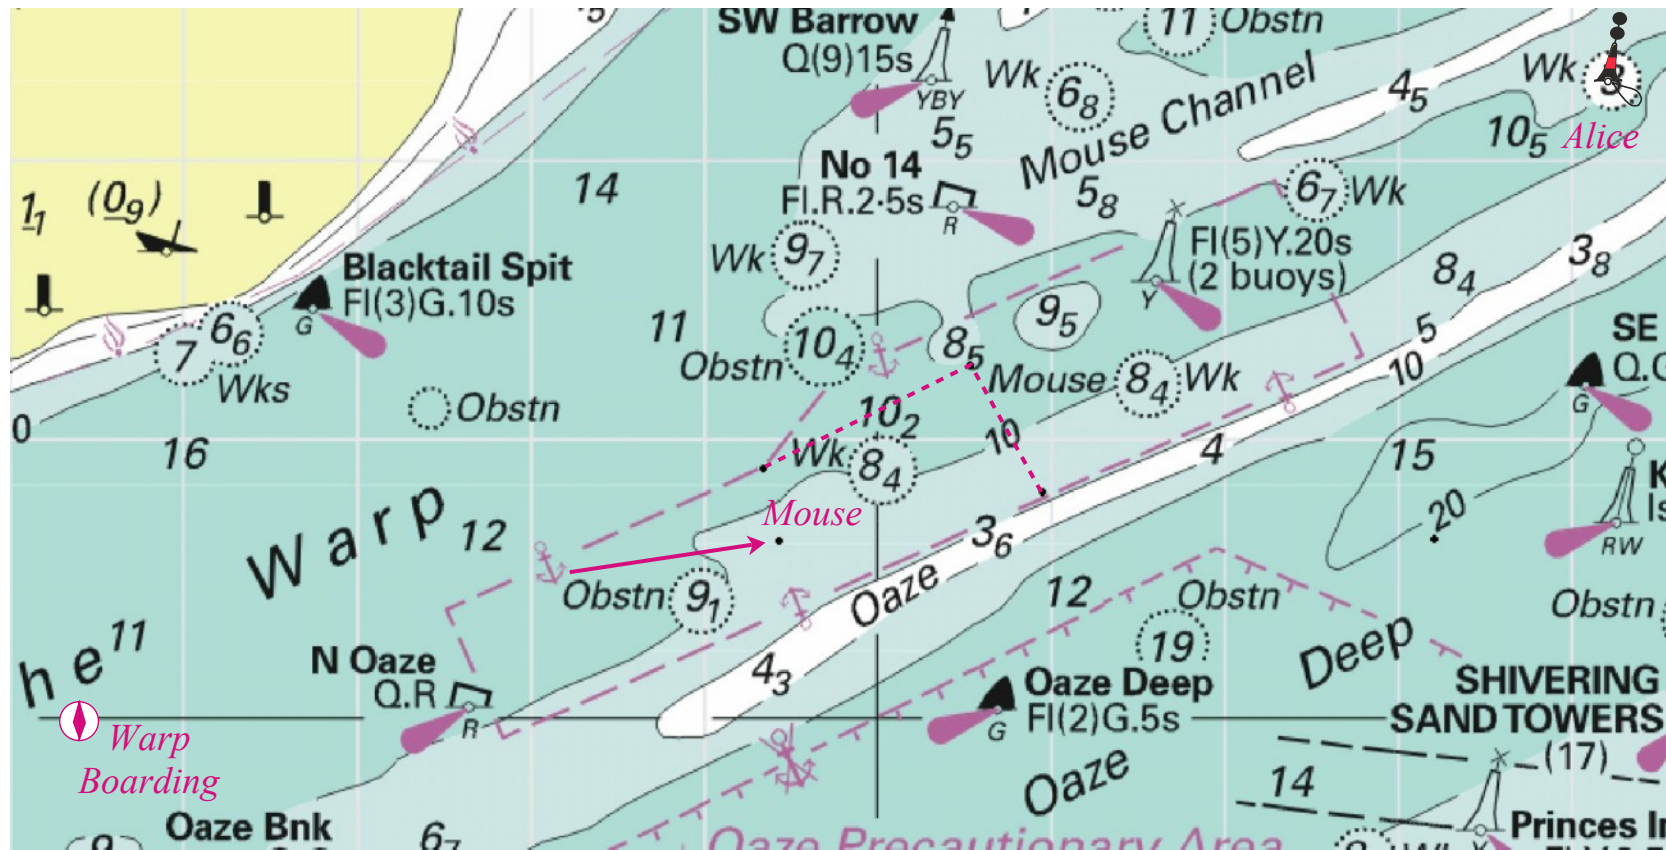 5
SW Barrow
Q(9)15s
YBY
5₅
11 Obstn
Wk 6₈
Mouse Channel
4₅
Wk
10₅
Alice
1₁
(0₉)
14
No 14
Fl.R.2·5s
R
5₈
6₇ Wk
Wk 9₇
Fl(5)Y.20s
(2 buoys)
Y
8₄
3₈
Blacktail Spit
Fl(3)G.10s
G
7
6₆
Wks
11
Obstn 10₄
8₅
9₅
Mouse 8₄ Wk
5
10
SE
G
Obstn
10₂
10
0
16
Wk 8₄
4
15
20
Warp
12
Mouse
3₆
RW
Obstn 9₁
Oaze
12
Obstn
19
Deep
Obstn
he
11
N Oaze
Q.R
R
4₃
Oaze Deep
Fl(2)G.5s
G
SHIVERING
SAND TOWERS
(17)
Warp
Boarding
Oaze
14
Oaze Bnk
6₇
9
Oaze Precautionary Area